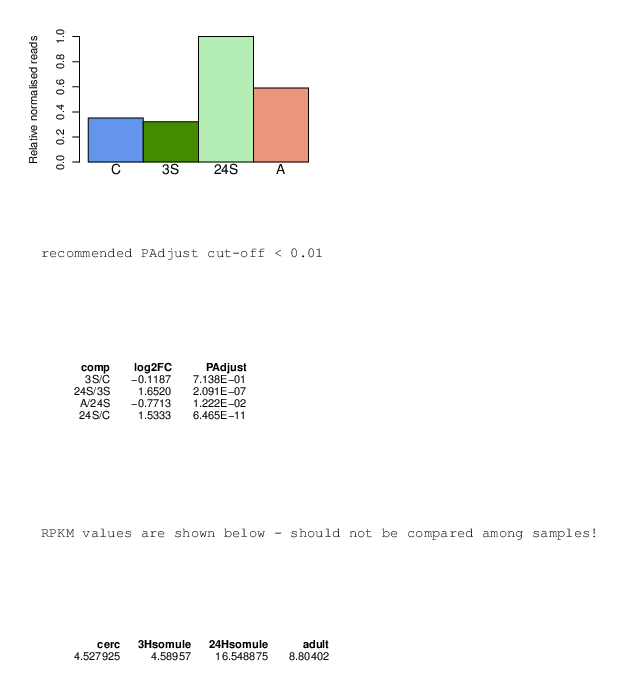 Relative normalised reads
1.0
0.8
0.6
0.4
0.2
0.0
C 3S 24S A
recommended PAdjust cut-off < 0.01
comp log2FC PAdjust
3S/C −0.1187 7.138E−01
24S/3S 1.6520 2.091E−07
A/24S −0.7713 1.222E−02
24S/C 1.5333 6.465E−11
RPKM values are shown below - should not be compared among samples!
cerc 3Hsomule 24Hsomule adult
4.527925 4.58957 16.548875 8.80402